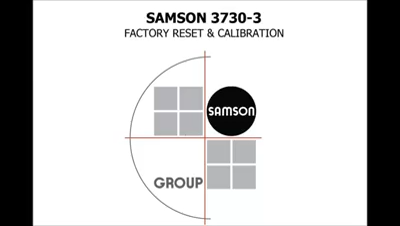 SAMSON 3730-3
FACTORY RESET & CALIBRATION
SAMSON
GROUP